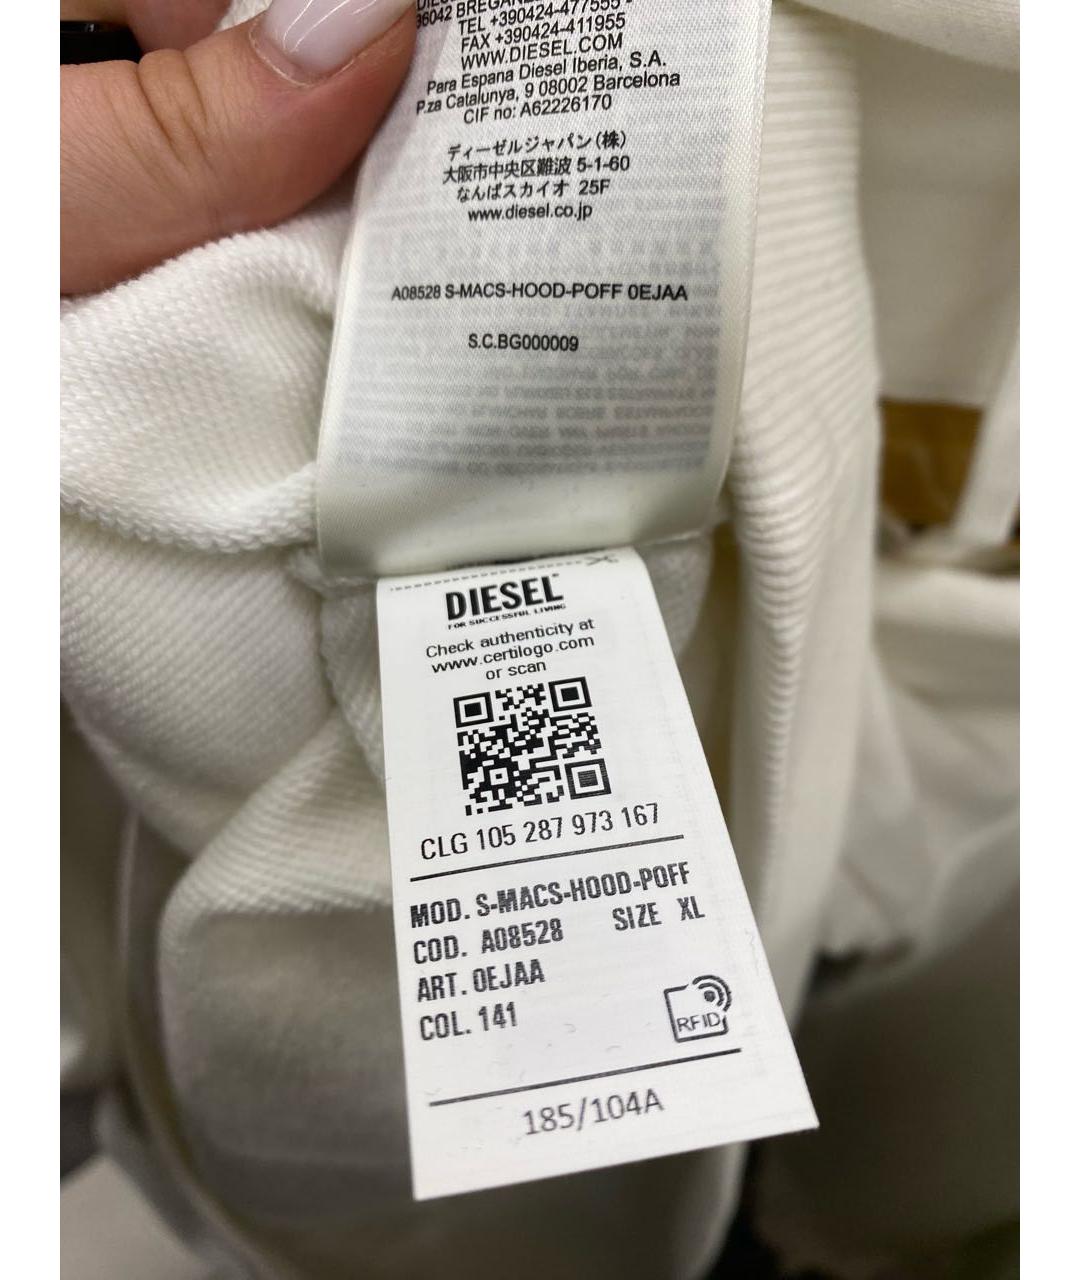 36042 BREGAN
TEL +390424-477555
FAX +390424-411955
WWW.DIESEL.COM
Para Espana Diesel Iberia, S.A.
P.za Catalunya, 9 08002 Barcelona
CIF no: A62226170
ディーゼルジャパン(株)
大阪市中央区難波 5-1-60
なんばスカイオ 25F
www.diesel.co.jp
A08528 S-MACS-HOOD-POFF 0EJAA
S.C.BG000009
DIESEL
FOR SUCCESSFUL LIVING
Check authenticity at
www.certilogo.com
or scan
CLG 105 287 973 167
MOD. S-MACS-HOOD-POFF
COD. A08528 SIZE XL
ART. 0EJAA
COL. 141
RFID
185/104A